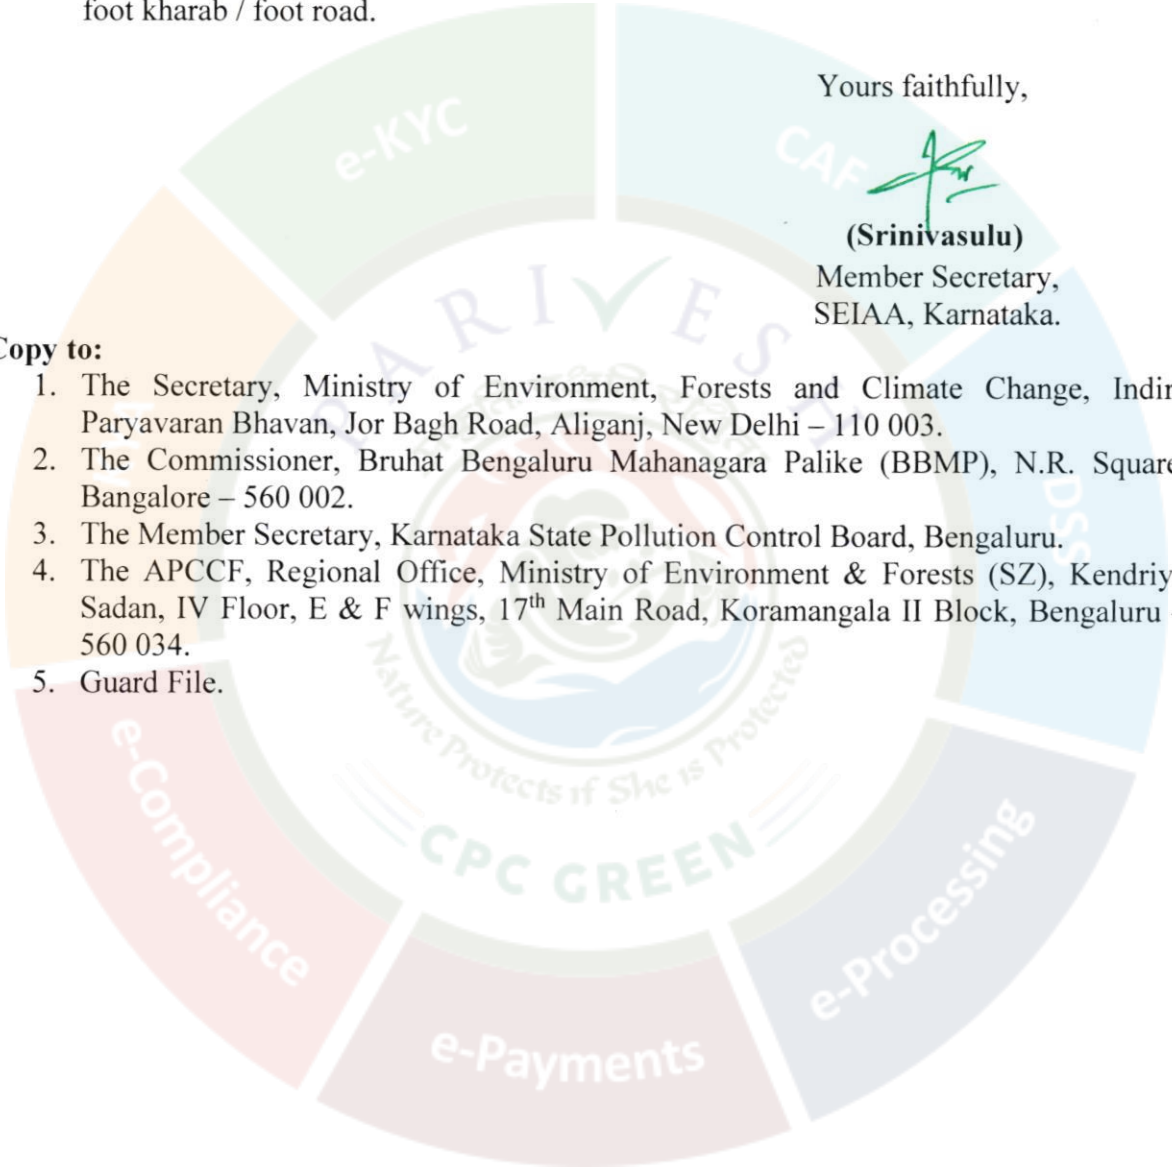 foot kharab / foot road.
Yours faithfully,
(Srinivasulu)
Member Secretary,
SEIAA, Karnataka.
Copy to:
1. The Secretary, Ministry of Environment, Forests and Climate Change, Indir
Paryavaran Bhavan, Jor Bagh Road, Aliganj, New Delhi – 110 003.
2. The Commissioner, Bruhat Bengaluru Mahanagara Palike (BBMP), N.R. Square
Bangalore – 560 002.
3. The Member Secretary, Karnataka State Pollution Control Board, Bengaluru.
4. The APCCF, Regional Office, Ministry of Environment & Forests (SZ), Kendriy
Sadan, IV Floor, E & F wings, 17th Main Road, Koramangala II Block, Bengaluru
560 034.
5. Guard File.
e-KYC
CAF
DSS
e-Processing
e-Payments
e-Compliance
PARIVESH
Nature Protects if She is Protected
CPC GREEN